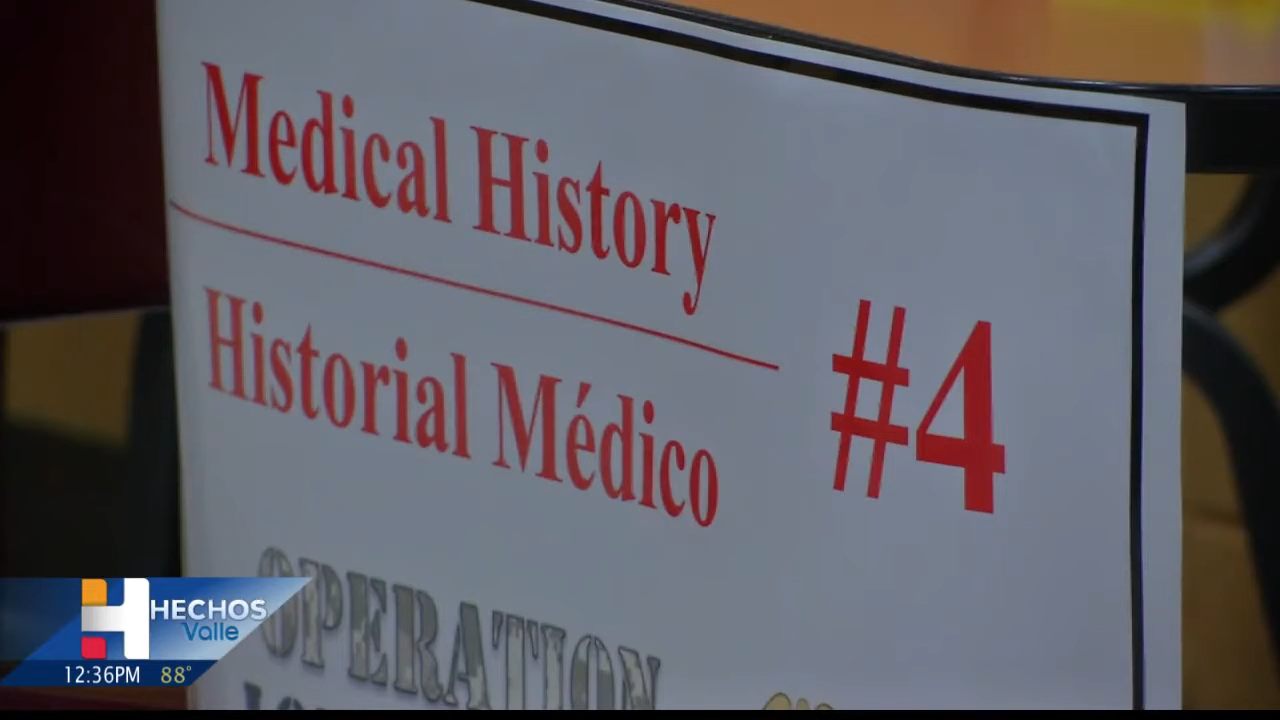 Medical History
Historial Médico
#4
OPERATION
HECHOS
Valle
12:36PM 88°